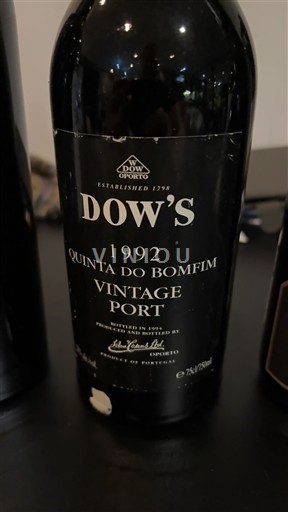 W
DOW
OPORTO
ESTABLISHED 1798
DOW'S
1992
VINIOU
QUINTA DO BOMFIM
VINTAGE
PORT
BOTTLED IN 1994
PRODUCED AND BOTTLED BY
OPORTO
PRODUCT OF PORTUGAL
e 75cl/750ml